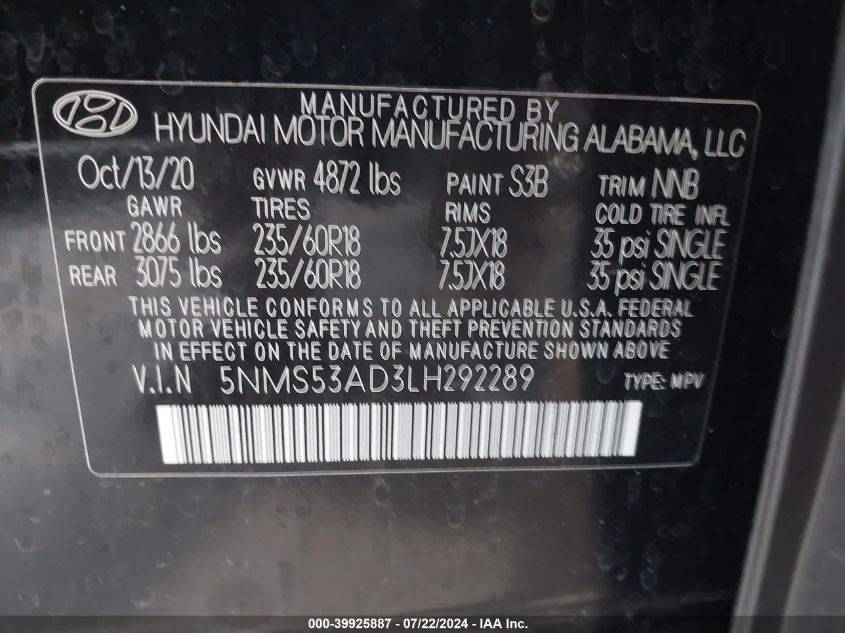 MANUFACTURED BY
HYUNDAI MOTOR MANUFACTURING ALABAMA, LLC
Oct/13/20 GVWR 4872 lbs PAINT S3B TRIM NNB
GAWR TIRES RIMS COLD TIRE INFL
FRONT 2866 lbs 235/60R18 7.5JX18 35 psi SINGLE
REAR 3075 lbs 235/60R18 7.5JX18 35 psi SINGLE
THIS VEHICLE CONFORMS TO ALL APPLICABLE U.S.A. FEDERAL
MOTOR VEHICLE SAFETY AND THEFT PREVENTION STANDARDS
IN EFFECT ON THE DATE OF MANUFACTURE SHOWN ABOVE
V.I.N 5NMS53AD3LH292289 TYPE: MPV
000-39925887 - 07/22/2024 - IAA Inc.